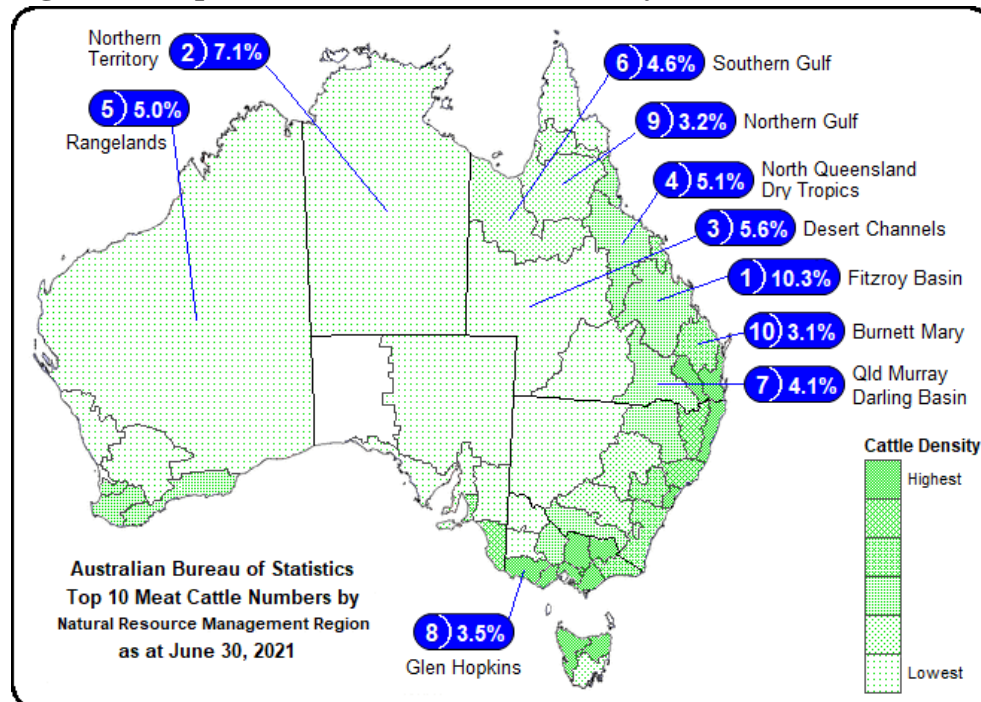 Northern
Territory
2 7.1%
5 5.0%
Rangelands
6 4.6%
Southern Gulf
9 3.2%
Northern Gulf
4 5.1%
North Queensland
Dry Tropics
3 5.6%
Desert Channels
1 10.3%
Fitzroy Basin
10 3.1%
Burnett Mary
7 4.1%
Qld Murray
Darling Basin
Cattle Density
Highest
Lowest
Australian Bureau of Statistics
Top 10 Meat Cattle Numbers by
Natural Resource Management Region
as at June 30, 2021
8 3.5%
Glen Hopkins